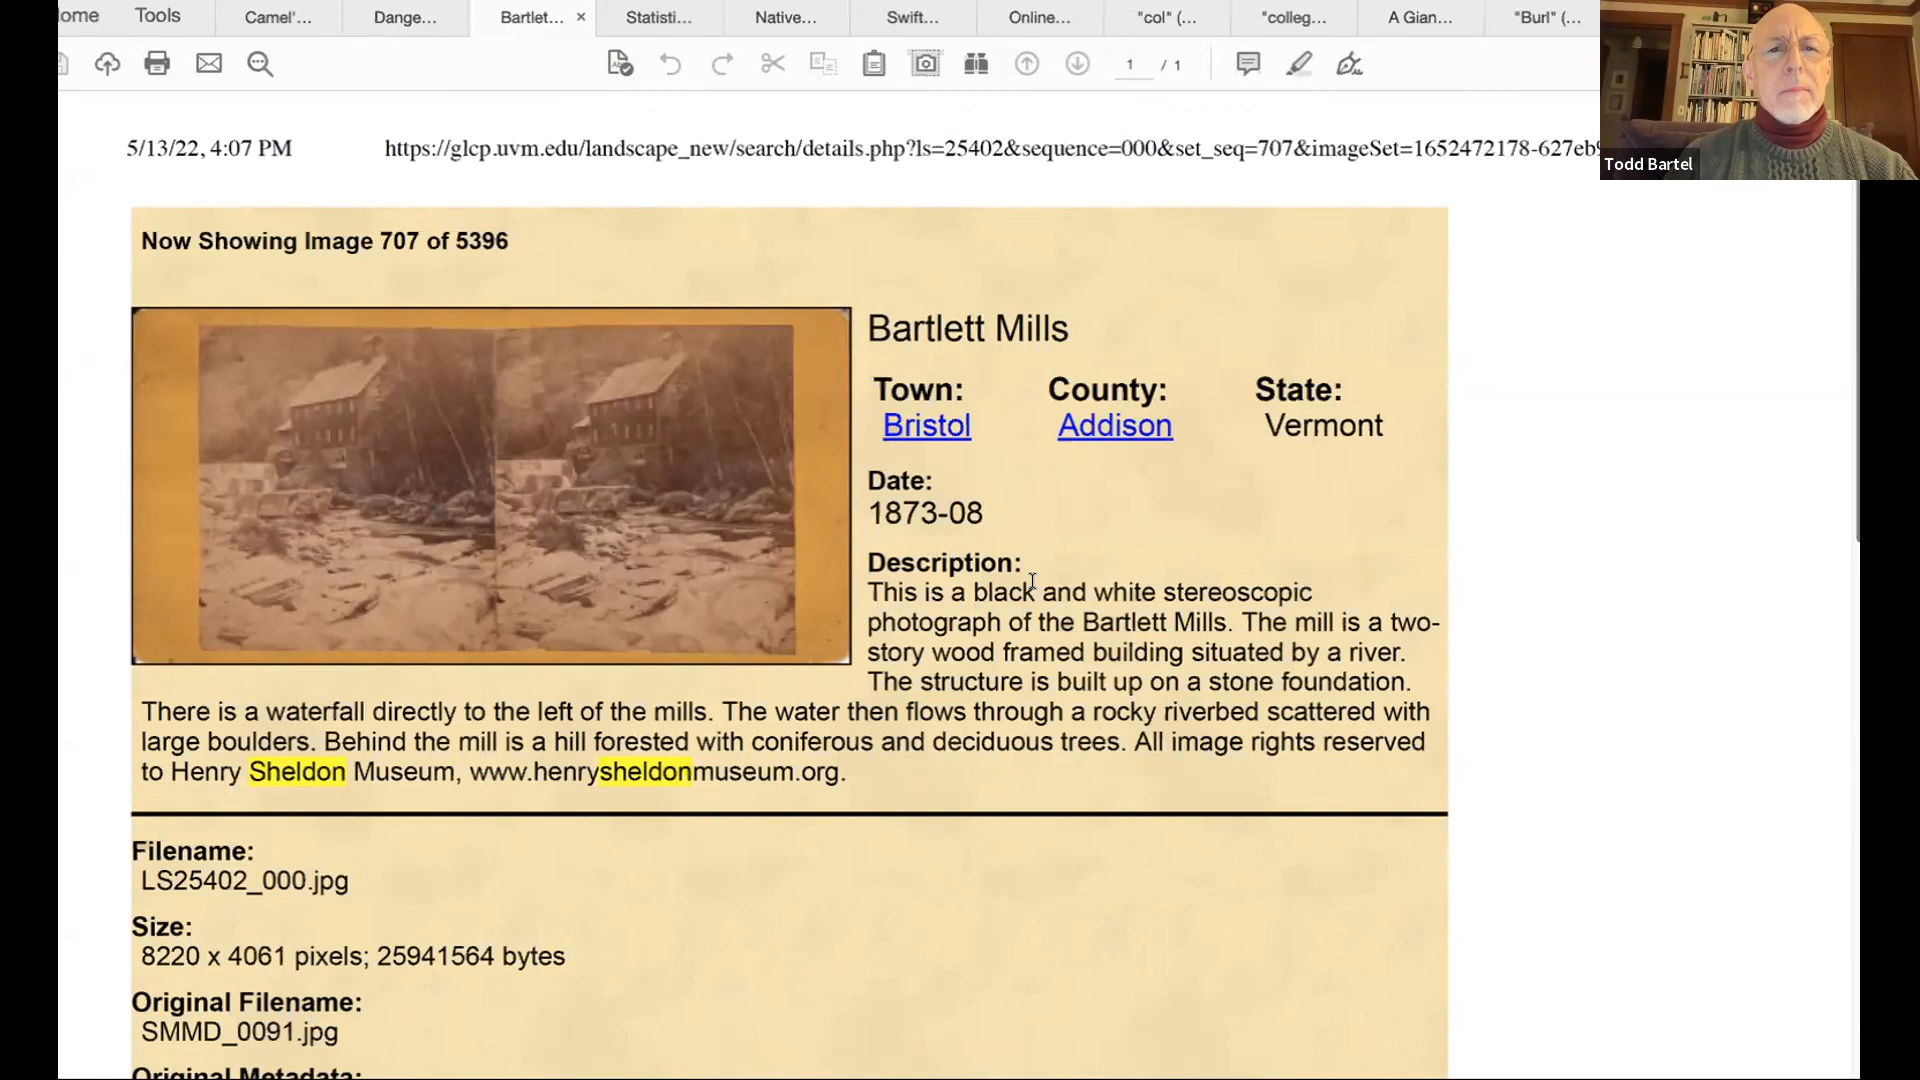 ome Tools Camel'... Dange... Bartlet... × Statisti... Native... Swift... Online... "col" (... "colleg... A Gian... "Burl" (...
1 / 1
Todd Bartel
5/13/22, 4:07 PM https://glcp.uvm.edu/landscape_new/search/details.php?ls=25402&sequence=000&set_seq=707&imageSet=1652472178-627eb
Now Showing Image 707 of 5396
Bartlett Mills
Town: County: State:
Bristol Addison Vermont
Date:
1873-08
Description:
This is a black and white stereoscopic
photograph of the Bartlett Mills. The mill is a two-
story wood framed building situated by a river.
The structure is built up on a stone foundation.
There is a waterfall directly to the left of the mills. The water then flows through a rocky riverbed scattered with
large boulders. Behind the mill is a hill forested with coniferous and deciduous trees. All image rights reserved
to Henry Sheldon Museum, www.henrysheldonmuseum.org.
Filename:
LS25402_000.jpg
Size:
8220 x 4061 pixels; 25941564 bytes
Original Filename:
SMMD_0091.jpg
Original Metadata: